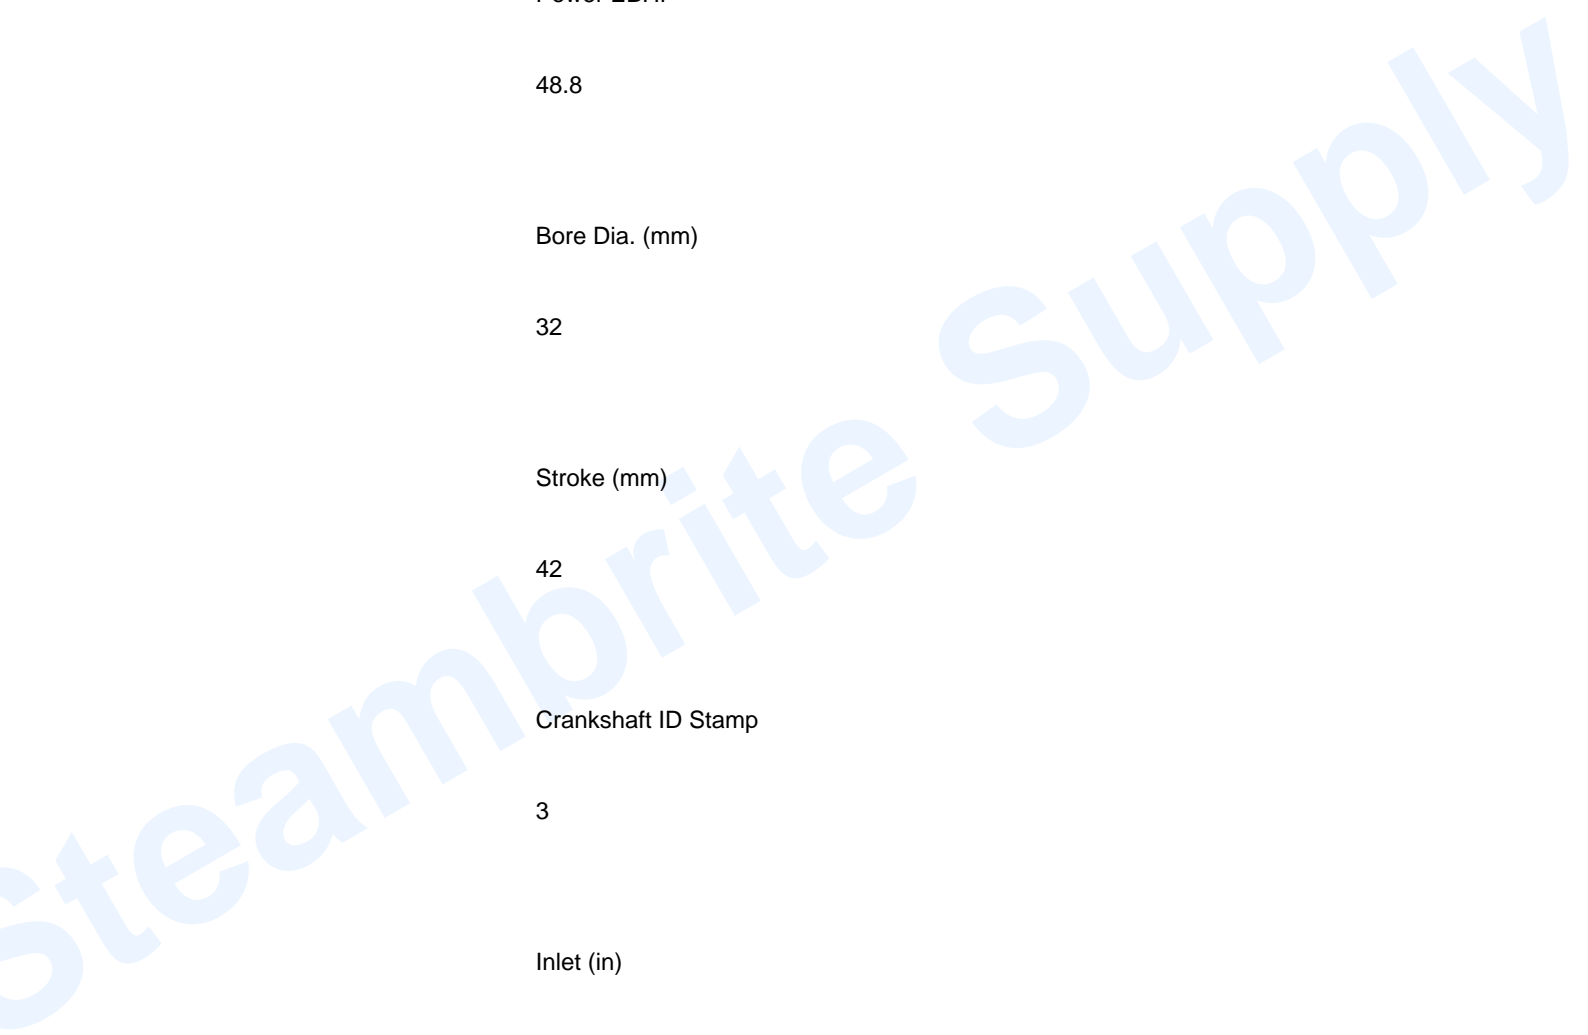 48.8
Bore Dia. (mm)
32
Stroke (mm)
42
Crankshaft ID Stamp
3
Inlet (in)
Steambrite Supply